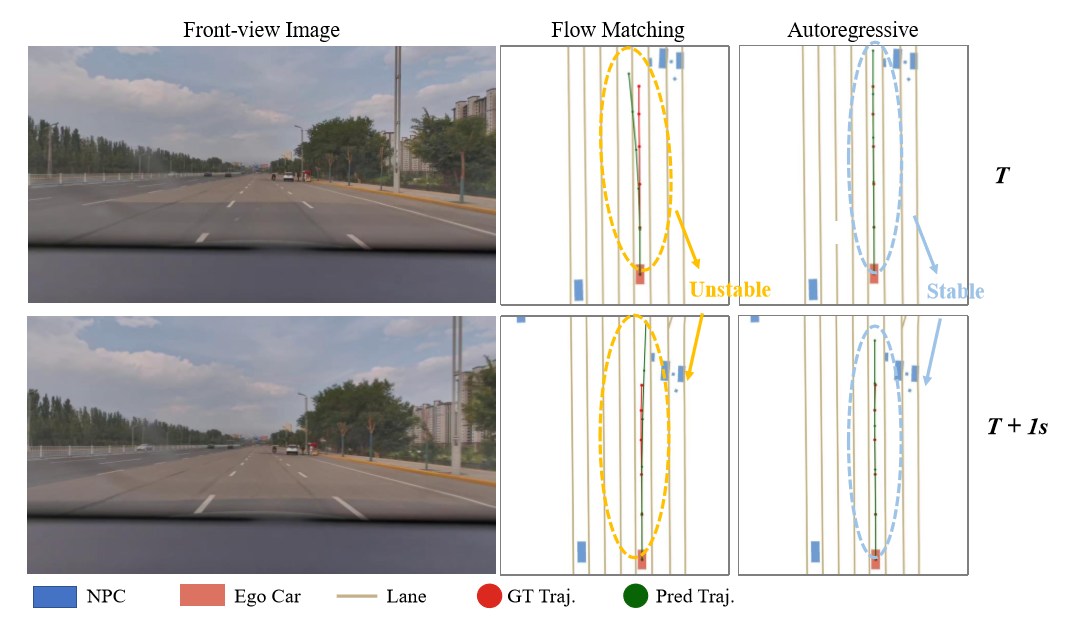 Front-view Image
Flow Matching
Autoregressive
T
Unstable
Stable
T + 1s
NPC
Ego Car
Lane
GT Traj.
Pred Traj.